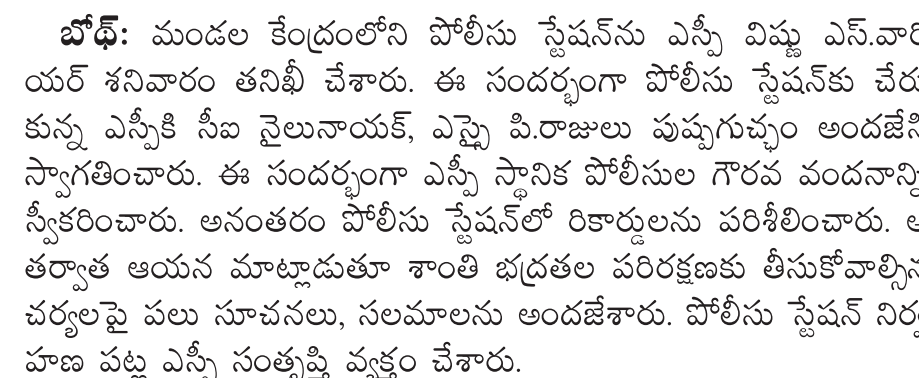 బోథ్: మండల కేంద్రంలోని పోలీసు స్టేషన్‌ను ఎస్పీ విష్ణు ఎస్.వారి
యర్ శనివారం తనిఖీ చేశారు. ఈ సందర్భంగా పోలీసు స్టేషన్‌కు చేరు
కున్న ఎస్పీకి సీఐ నైలునాయక్, ఎస్సై పి.రాజులు పుష్పగుచ్ఛం అందజేసి
స్వాగతించారు. ఈ సందర్భంగా ఎస్పీ స్థానిక పోలీసుల గౌరవ వందనాన్ని
స్వీకరించారు. అనంతరం పోలీసు స్టేషన్‌లో రికార్డులను పరిశీలించారు.
తర్వాత ఆయన మాట్లాడుతూ శాంతి భద్రతల పరిరక్షణకు తీసుకోవాల్సిన
చర్యలపై పలు సూచనలు, సలమాలను అందజేశారు. పోలీసు స్టేషన్ నిర్వ
హణ పట్ల ఎస్పీ సంతృప్తి వ్యక్తం చేశారు.